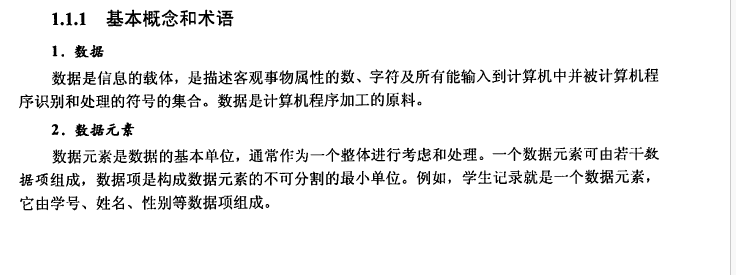 1.1.1 基本概念和术语
1. 数据
数据是信息的载体，是描述客观事物属性的数、字符及所有能输入到计算机中并被计算机程
序识别和处理的符号的集合。数据是计算机程序加工的原料。
2. 数据元素
数据元素是数据的基本单位，通常作为一个整体进行考虑和处理。一个数据元素可由若干数
据项组成，数据项是构成数据元素的不可分割的最小单位。例如，学生记录就是一个数据元素，
它由学号、姓名、性别等数据项组成。